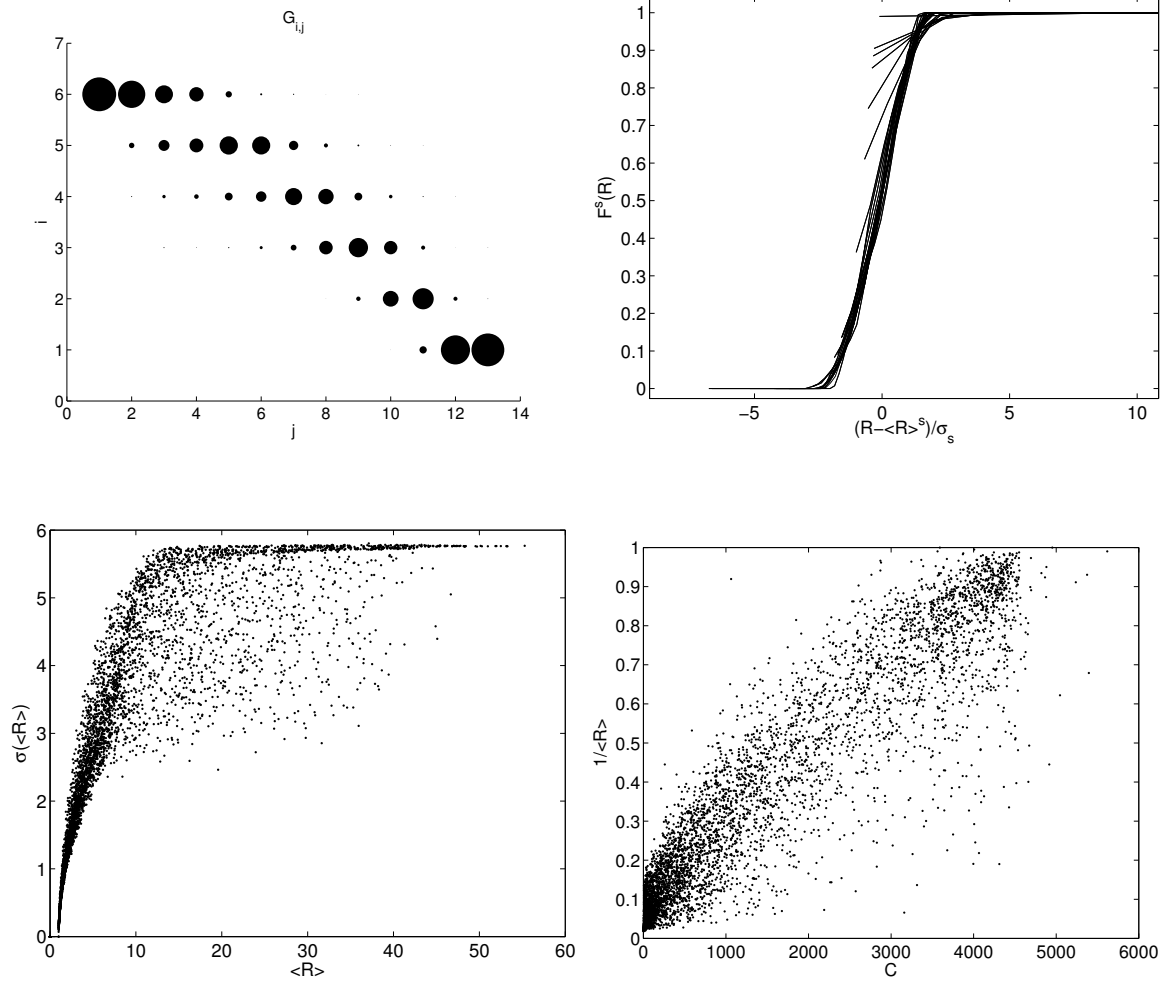 G_{i,j}
7
6
5
4
3
2
1
0
i
0 2 4 6 8 10 12 14
j
1
0.9
0.8
0.7
0.6
0.5
0.4
0.3
0.2
0.1
0
F^s(R)
−5 0 5 10
(R−<R>^s)/σ_s
6
5
4
3
2
1
0
σ(<R>)
0 10 20 30 40 50 60
<R>
1
0.9
0.8
0.7
0.6
0.5
0.4
0.3
0.2
0.1
0
1/<R>
0 1000 2000 3000 4000 5000 6000
C